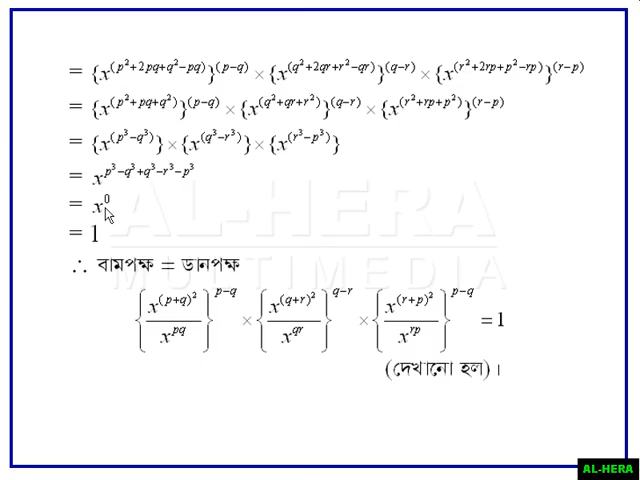 = {x^(p²+2pq+q²−pq)}^(p−q) × {x^(q²+2qr+r²−qr)}^(q−r) × {x^(r²+2rp+p²−rp)}^(r−p)
= {x^(p²+pq+q²)}^(p−q) × {x^(q²+qr+r²)}^(q−r) × {x^(r²+rp+p²)}^(r−p)
= {x^(p³−q³)} × {x^(q³−r³)} × {x^(r³−p³)}
= x^p³−q³+q³−r³−p³
= x^0
= 1
∴ বামপক্ষ = ডানপক্ষ
{x^(p+q)²/x^pq}^p−q × {x^(q+r)²/x^qr}^q−r × {x^(r+p)²/x^rp}^p−q = 1
(দেখানো হল)।
AL-HERA
MULTIMEDIA
AL-HERA